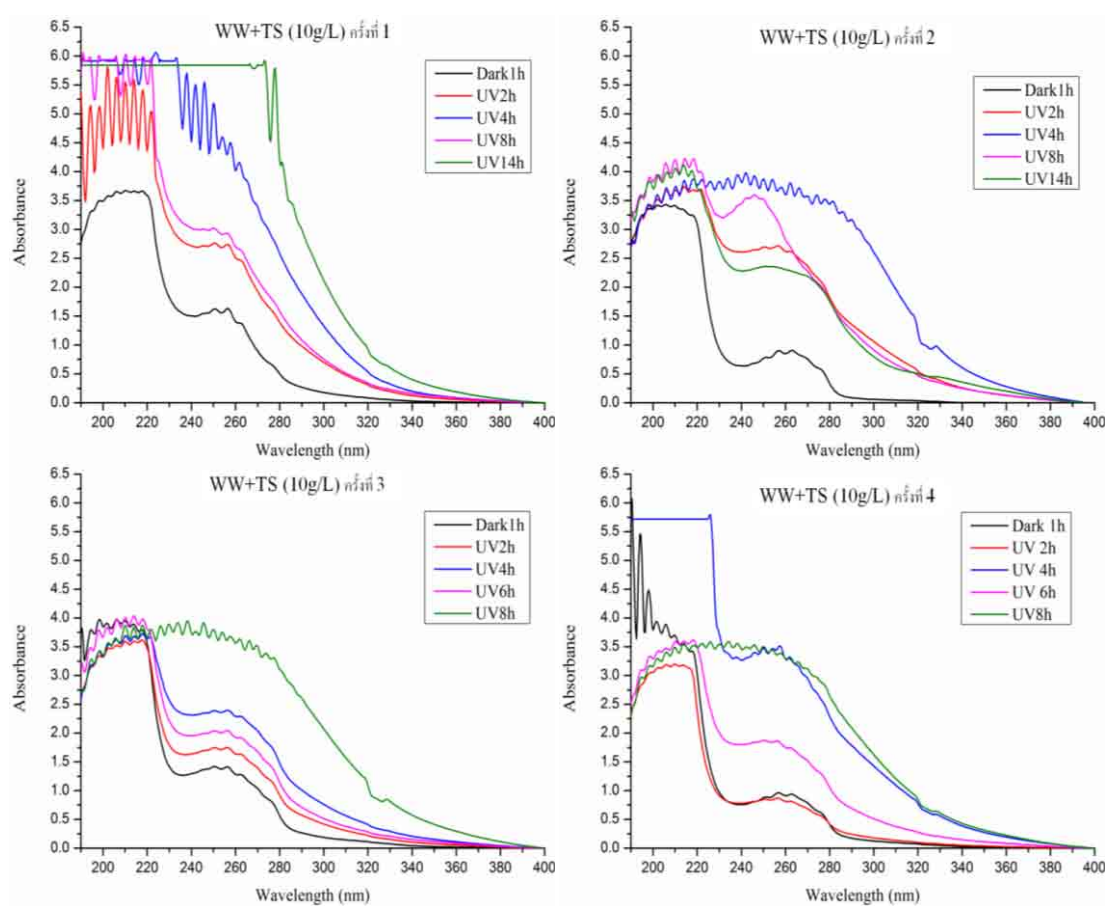 WW+TS (10g/L) ครั้งที่ 1
6.5
6.0
5.5
5.0
4.5
4.0
3.5
3.0
2.5
2.0
1.5
1.0
0.5
0.0
Absorbance
Dark1h
UV2h
UV4h
UV8h
UV14h
200 220 240 260 280 300 320 340 360 380 400
Wavelength (nm)
WW+TS (10g/L) ครั้งที่ 2
6.5
6.0
5.5
5.0
4.5
4.0
3.5
3.0
2.5
2.0
1.5
1.0
0.5
0.0
Absorbance
Dark1h
UV2h
UV4h
UV8h
UV14h
200 220 240 260 280 300 320 340 360 380 400
Wavelength (nm)
WW+TS (10g/L) ครั้งที่ 3
6.5
6.0
5.5
5.0
4.5
4.0
3.5
3.0
2.5
2.0
1.5
1.0
0.5
0.0
Absorbance
Dark1h
UV2h
UV4h
UV6h
UV8h
200 220 240 260 280 300 320 340 360 380 400
Wavelength (nm)
WW+TS (10g/L) ครั้งที่ 4
6.5
6.0
5.5
5.0
4.5
4.0
3.5
3.0
2.5
2.0
1.5
1.0
0.5
0.0
Absorbance
Dark 1h
UV 2h
UV 4h
UV 6h
UV8h
200 220 240 260 280 300 320 340 360 380 400
Wavelength (nm)